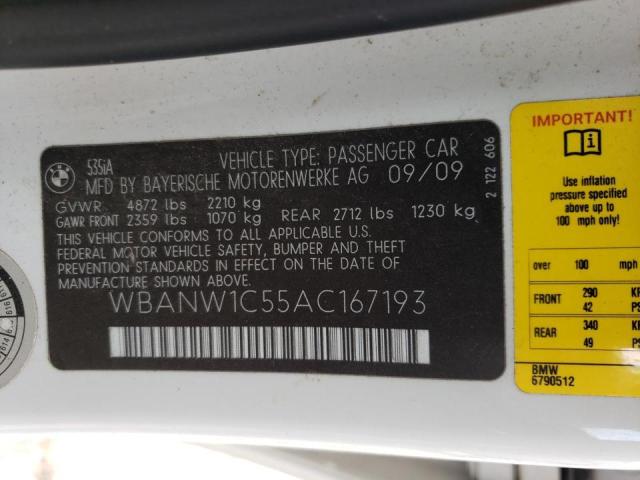 BMW
535iA
VEHICLE TYPE: PASSENGER CAR
MFD BY BAYERISCHE MOTORENWERKE AG 09/09
GVWR 4872 lbs 2210 kg
GAWR FRONT 2359 lbs 1070 kg REAR 2712 lbs 1230 kg
THIS VEHICLE CONFORMS TO ALL APPLICABLE U.S.
FEDERAL MOTOR VEHICLE SAFETY, BUMPER AND THEFT
PREVENTION STANDARDS IN EFFECT ON THE DATE OF
MANUFACTURE SHOWN ABOVE.
WBANW1C55AC167193
2 122 606
IMPORTANT!
i
Use inflation
pressure specified
above up to
100 mph only!
over 100 mph
FRONT 290
42
REAR 340
49
BMW
6790512